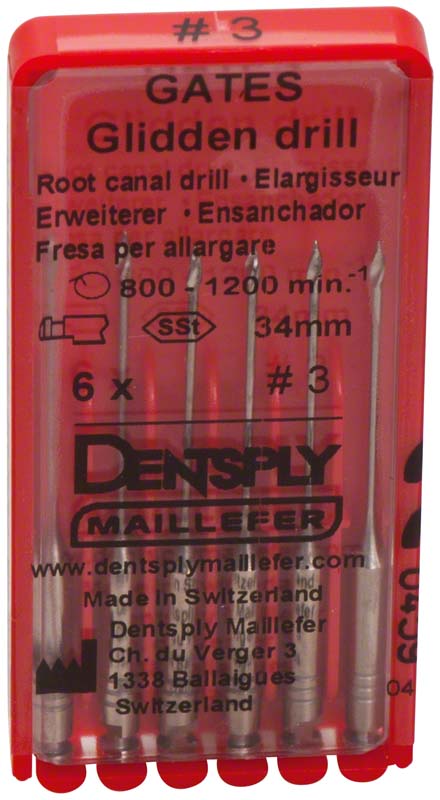 # 3
GATES
Glidden drill
Root canal drill • Elargisseur
Erweiterer • Ensanchador
Fresa per allargare
800 - 1200 min.-1
SSt 34mm
6 x # 3
DENTSPLY
MAILLEFER
www.dentsplymaillefer.com
Made in Switzerland
Dentsply Maillefer
Ch. du Verger 3
1338 Ballaigues
Switzerland
04